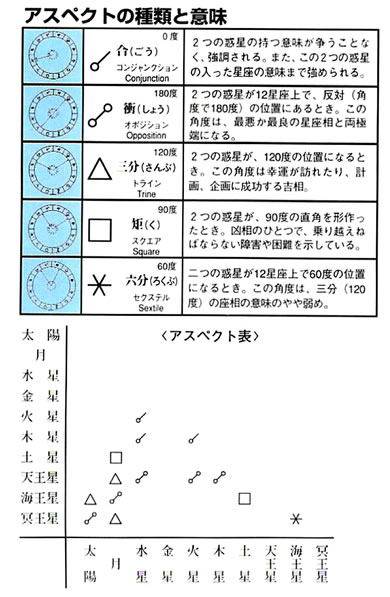 アスペクトの種類と意味
0度
合(ごう)
コンジャンクション
Conjunction
2つの惑星の持つ意味が争うことな
く、強調される。また、この2つの惑星
の入った星座の意味まで強められる。
180度
衝(しょう)
オポジション
Opposition
2つの惑星が12星座上で、反対（角
度で180度）の位置にあるとき。この
角度は、最悪か最良の星座相と両極
端になる。
120度
三分(さんぶ)
トライン
Trine
2つの惑星が、120度の位置になると
き。この角度は幸運が訪れたり、計
画、企画に成功する吉相。
90度
矩(く)
スクエア
Square
2つの惑星が、90度の直角を形作っ
たとき。凶相のひとつで、乗り越えね
ばならない障害や困難を示している。
60度
六分(ろくぶ)
セクステル
Sextile
二つの惑星が12星座上で60度の位置
になるとき。この角度は、三分（120
度）の座相の意味のやや弱め。
〈アスペクト表〉
太陽
月
水星
金星
火星
木星
土星
天王星
海王星
冥王星
太陽
月
水星
金星
火星
木星
土星
天王星
海王星
冥王星